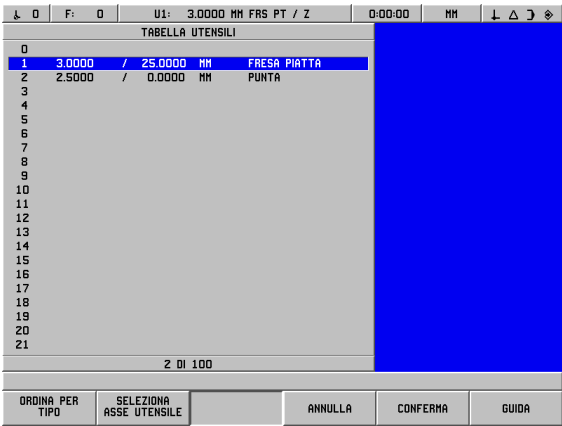 0 F: 0 U1: 3.0000 MM FRS PT / Z 0:00:00 MM
TABELLA UTENSILI
0
1 3.0000 / 25.0000 MM FRESA PIATTA
2 2.5000 / 0.0000 MM PUNTA
3
4
5
6
7
8
9
10
11
12
13
14
15
16
17
18
19
20
21
2 DI 100
ORDINA PER
TIPO
SELEZIONA
ASSE UTENSILE
ANNULLA
CONFERMA
GUIDA